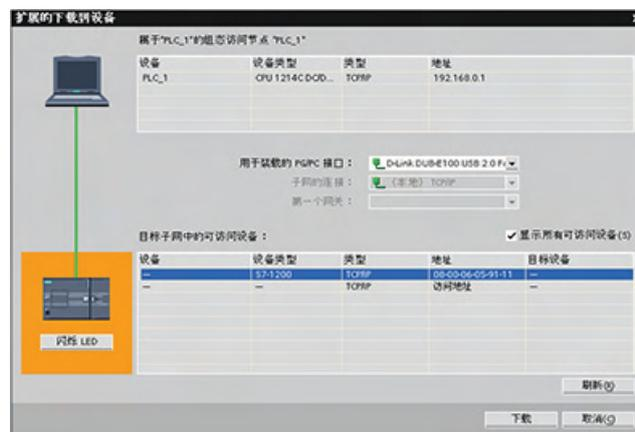 扩展的下载到设备
属于"PLC_1"的组态访问节点 "PLC_1"
设备 设备类型 类型 地址
PLC_1 CPU 1214C DC/D... TCP/IP 192.168.0.1
用于装载的 PG/PC 接口： D-Link DUB-E100 USB 2.0 Fa
子网的连接： （本地） TCP/IP
第一个网关：
目标子网中的可访问设备： 显示所有可访问设备(S)
设备 设备类型 类型 地址 目标设备
— S7-1200 TCP/IP 08-00-06-05-91-11 —
— — TCP/IP 访问地址 —
闪烁 LED
刷新(R)
下载 取消(C)